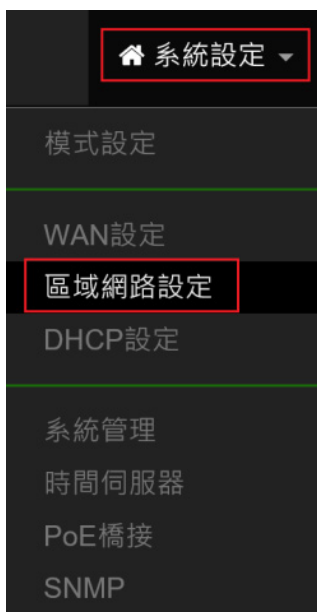 系統設定
模式設定
WAN設定
區域網路設定
DHCP設定
系統管理
時間伺服器
PoE橋接
SNMP